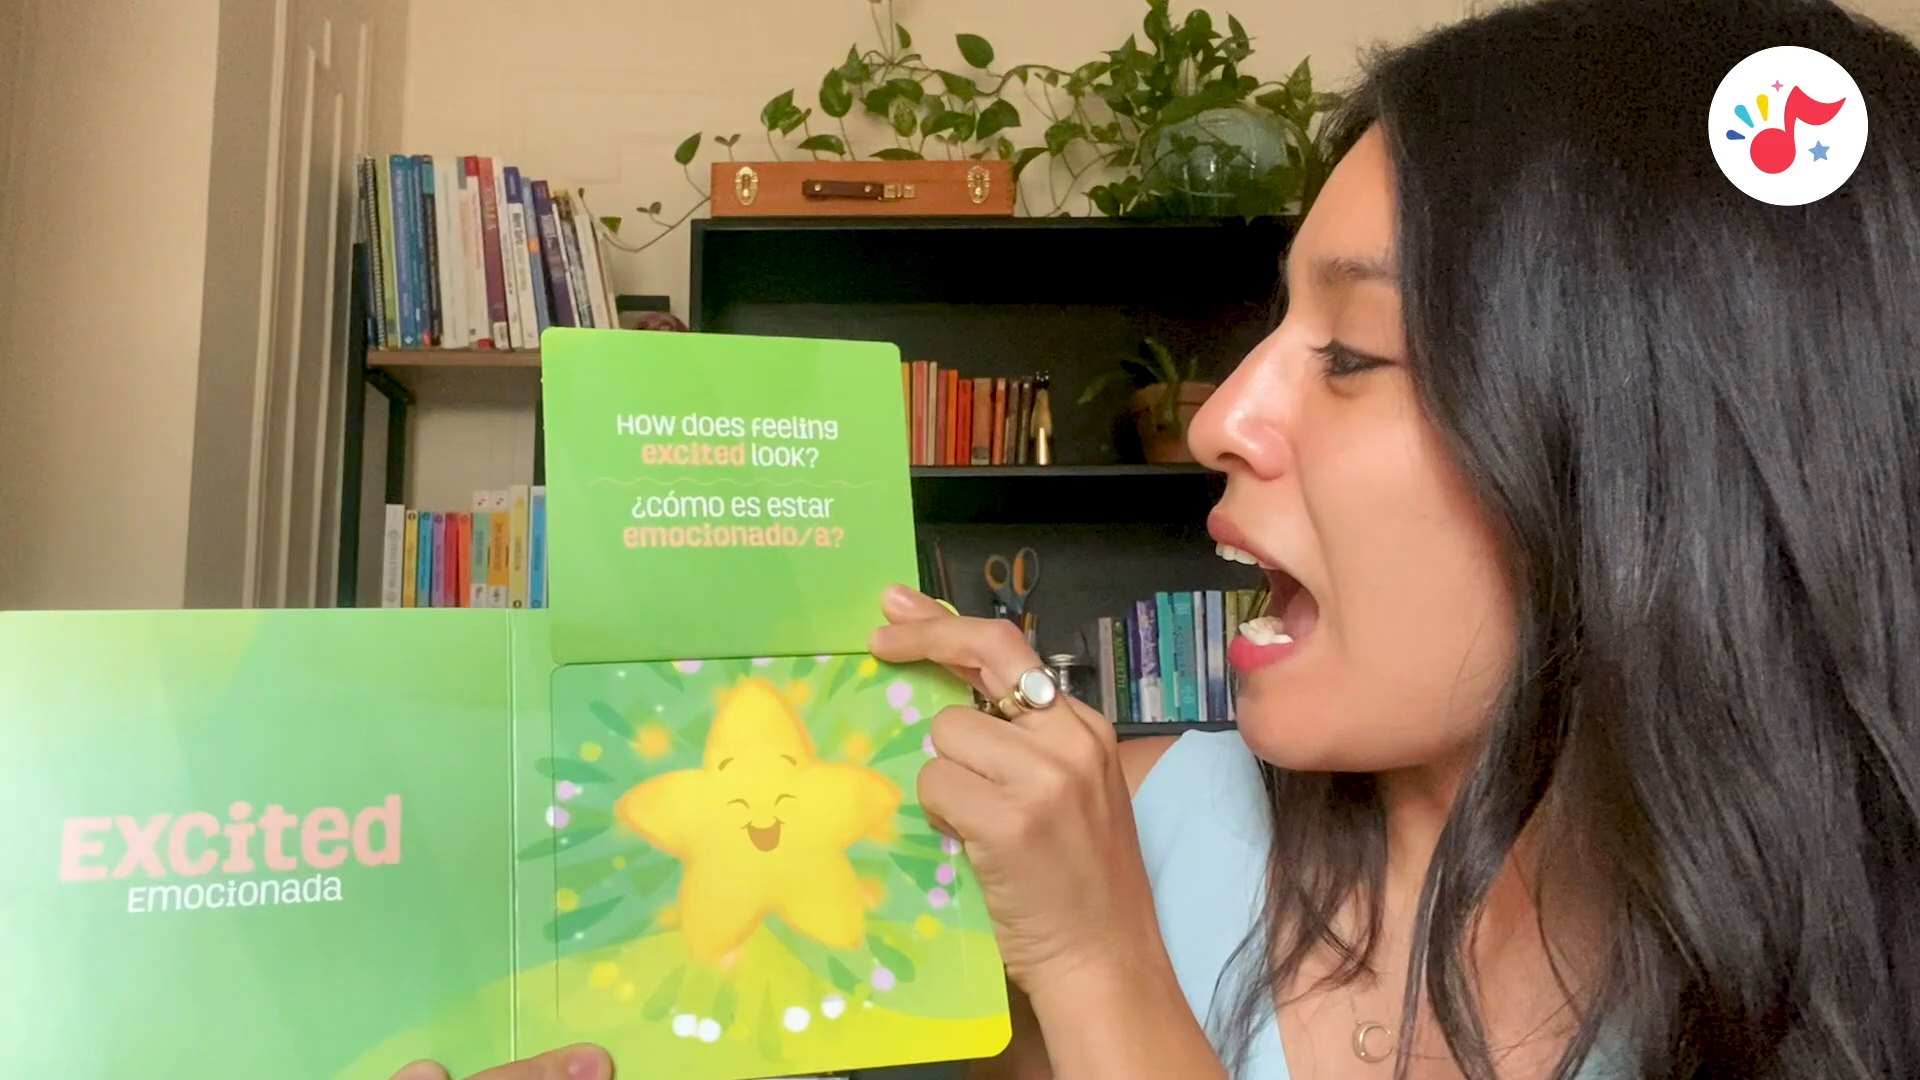 How does feeling
excited look?
¿cómo es estar
emocionado/a?
Excited
Emocionada